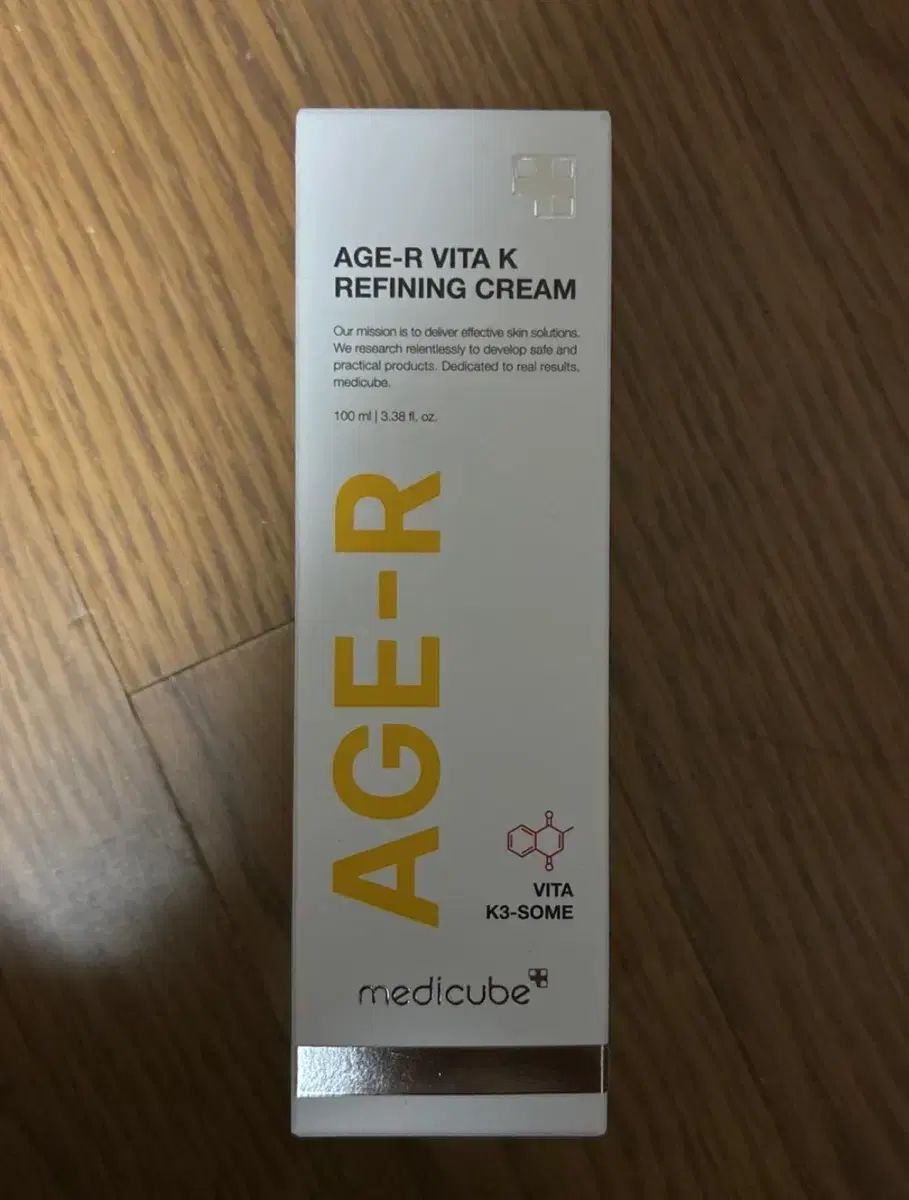 AGE-R VITA K
REFINING CREAM
Our mission is to deliver effective skin solutions.
We research relentlessly to develop safe and
practical products. Dedicated to real results,
medicube.
100 ml | 3.38 fl. oz.
AGE-R
VITA
K3-SOME
medicube